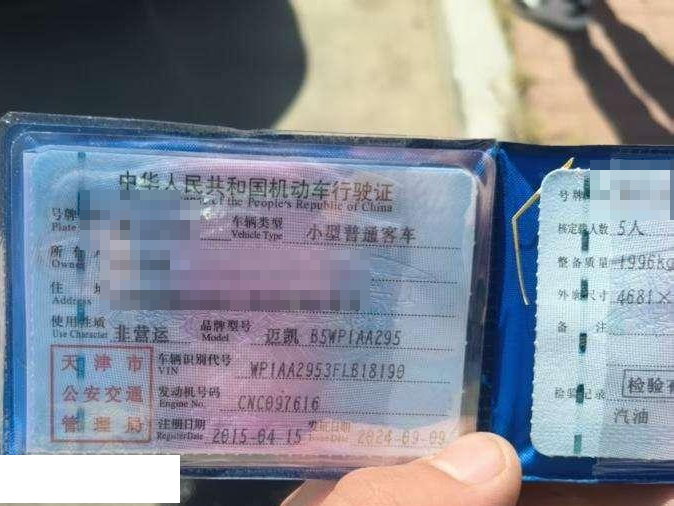 中华人民共和国机动车行驶证
of the People's Republic of China
号牌
Plate
车辆类型
Vehicle Type
小型普通客车
所
Owner
住
Address
使用性质
Use Character
非营运
品牌型号
Model
迈凯 B5WP1AA295
天津市
公安交通
管理局
车辆识别代号
VIN
WP1AA2953FLB18190
发动机号码
Engine No.
CNC097616
注册日期
Register Date
2015-04-15
发证日期
Issue Date
2024-09-09
号牌
核定载人数
5人
整备质量
1996kg
外廓尺寸
4681×
备 注
检验记录
检验
汽油